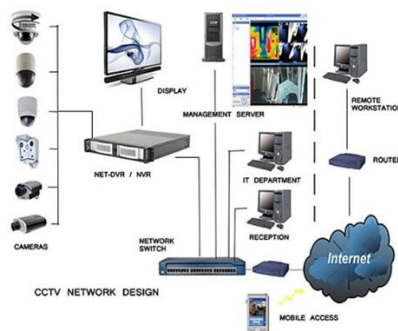 DISPLAY
MANAGEMENT SERVER
REMOTE
WORKSTATION
NET-DVR / NVR
IT DEPARTMENT
ROUTER
CAMERAS
NETWORK
SWITCH
RECEPTION
Internet
CCTV NETWORK DESIGN
MOBILE ACCESS